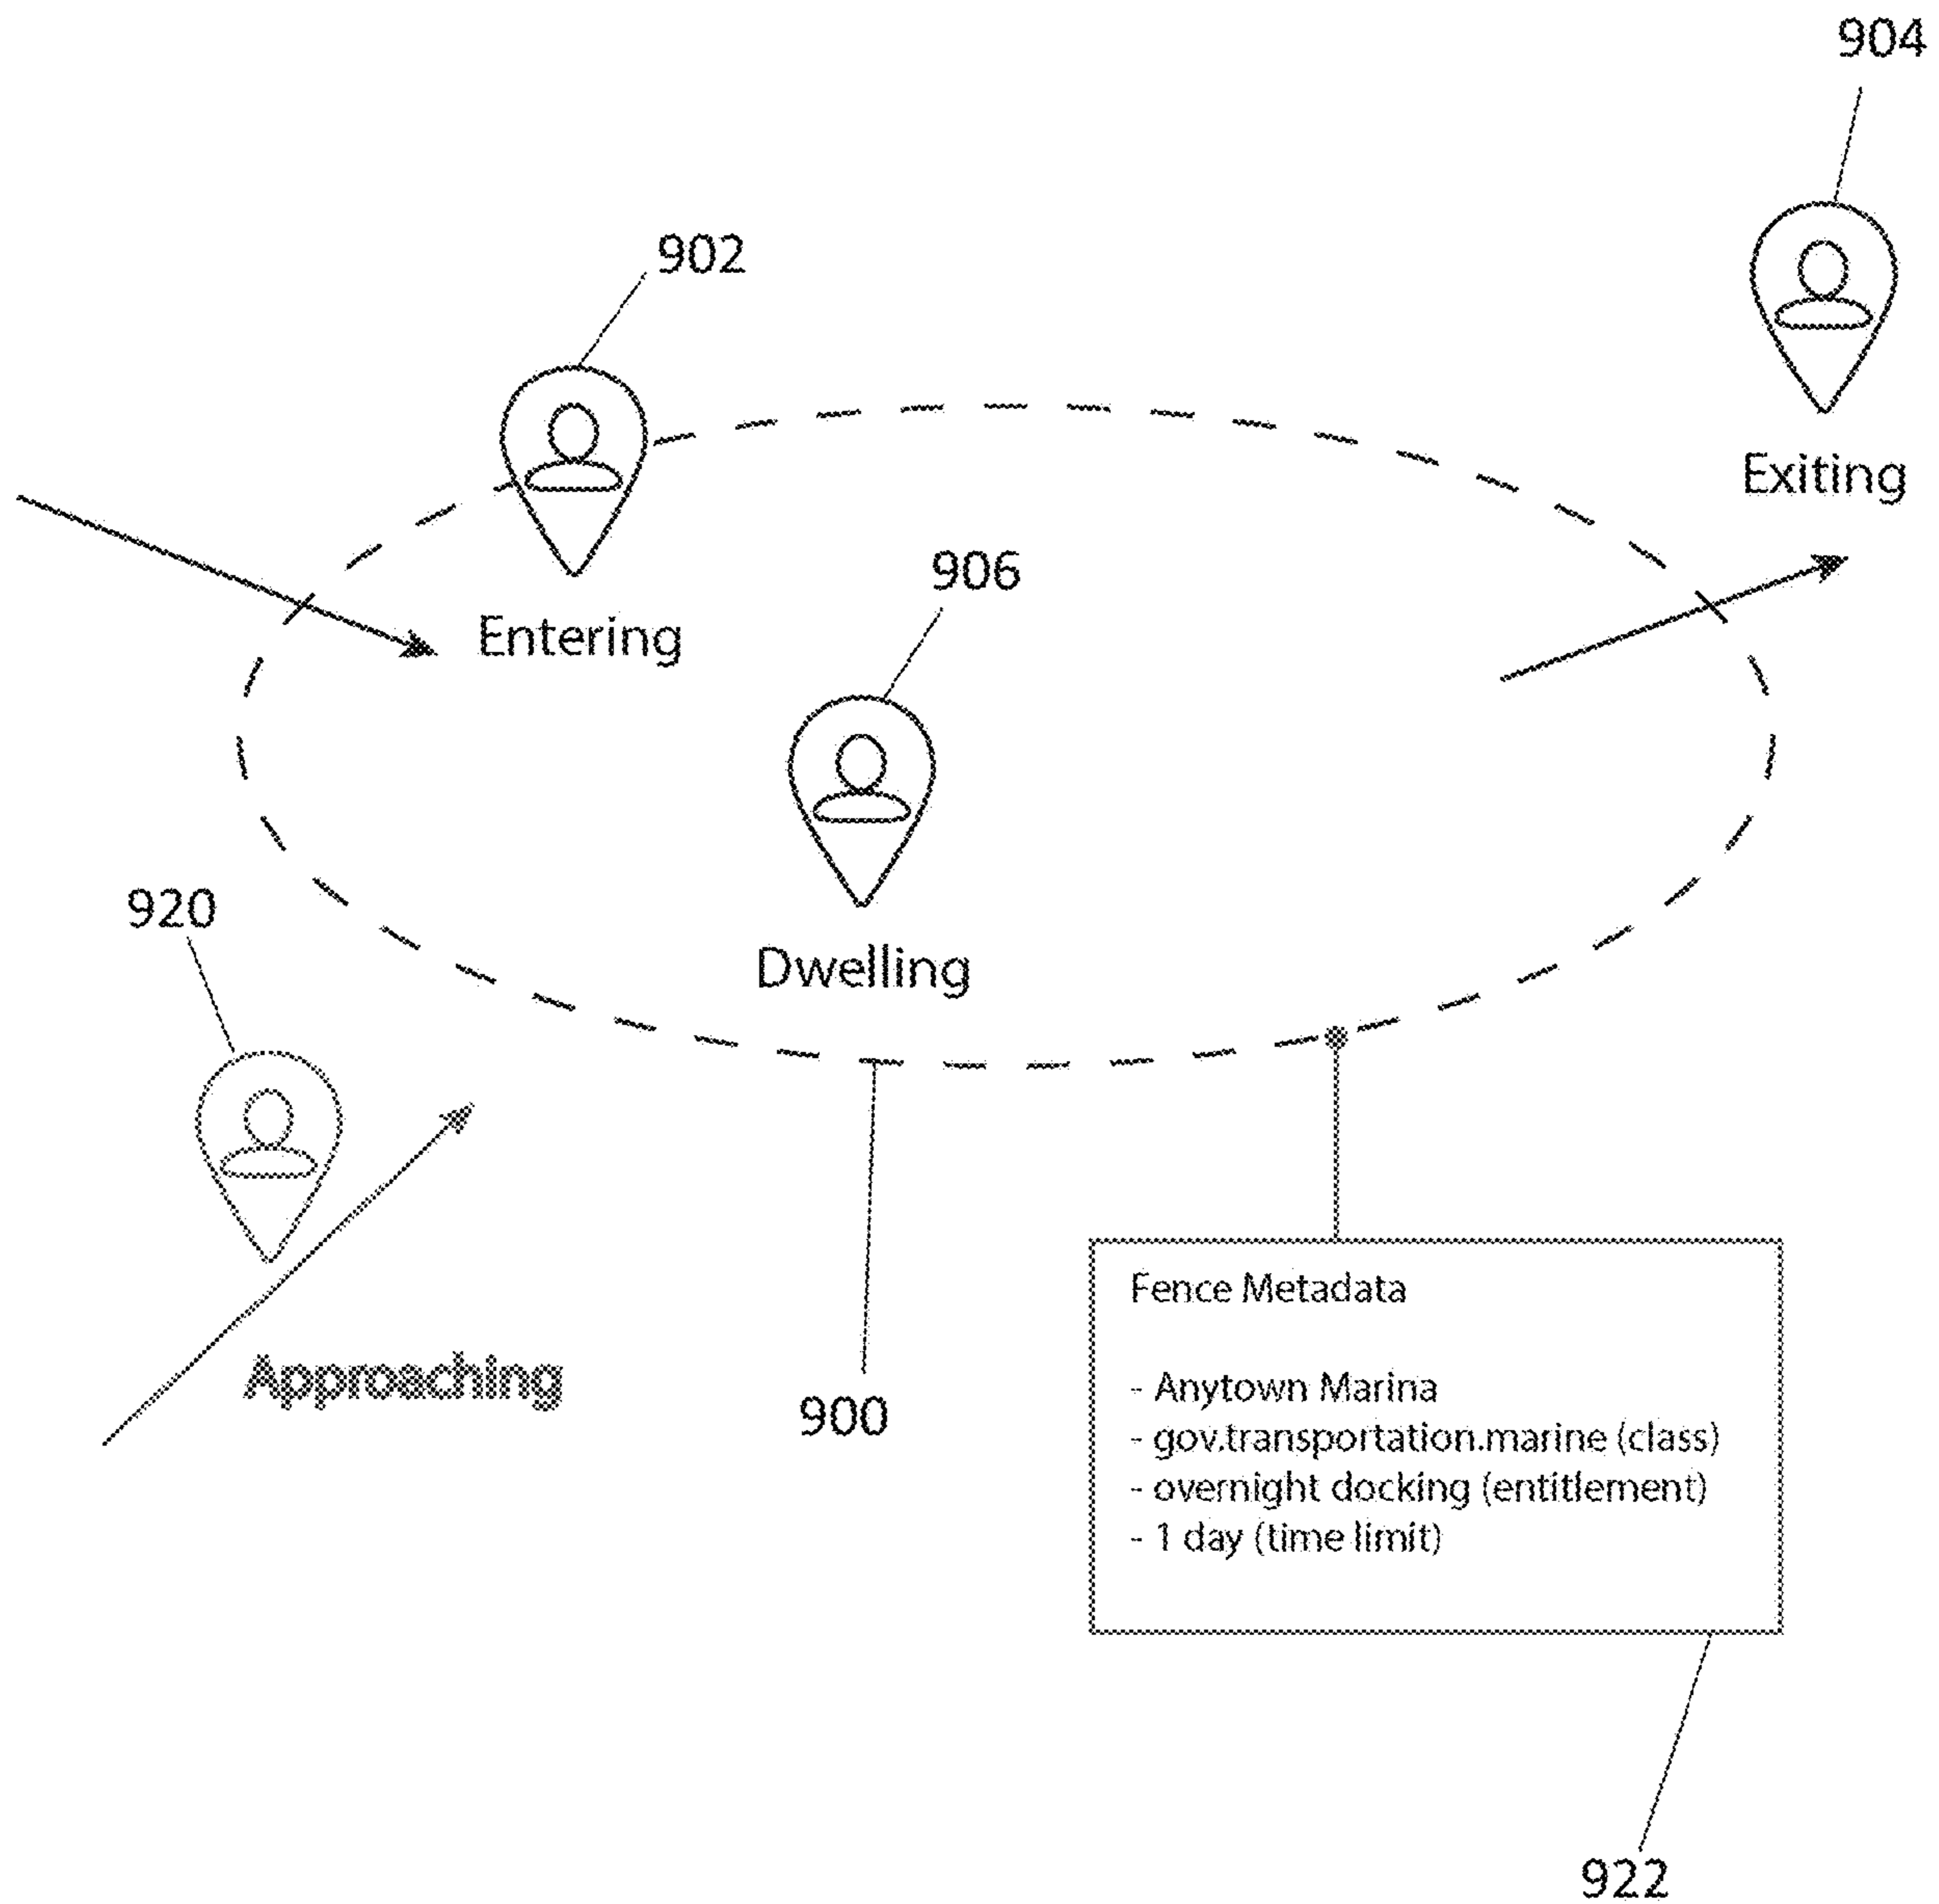 904
902
Exiting
906
Entering
920
Dwelling
Approaching
900
Fence Metadata
- Anytown Marina
- gov.transportation.marine (class)
- overnight docking (entitlement)
- 1 day (time limit)
922